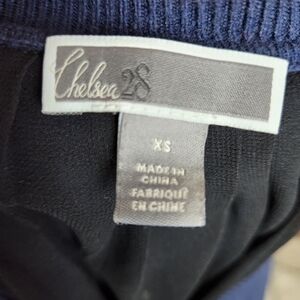 Chelsea28
XS
MADE IN
CHINA
FABRIQUÉ
EN CHINE